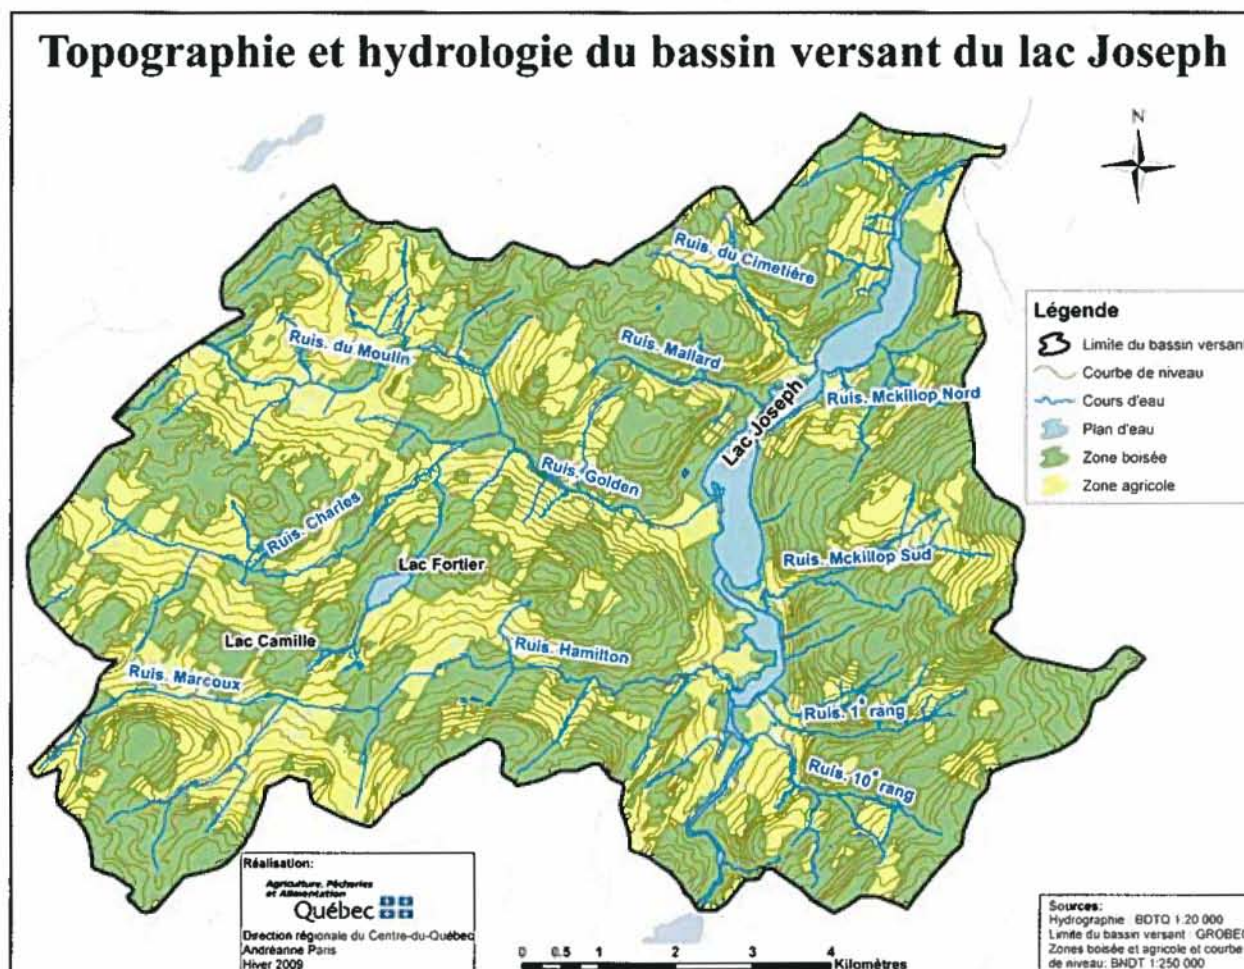 Topographie et hydrologie du bassin versant du lac Joseph
N
Ruis. du Cimetière
Ruis. du Moulin
Ruis. Mallard
Lac Joseph
Ruis. Mckillop Nord
Ruis. Golden
Ruis. Charles
Lac Fortier
Ruis. Mckillop Sud
Lac Camille
Ruis. Hamilton
Ruis. Marcoux
Ruis. 1° rang
Ruis. 10° rang
Légende
Limite du bassin versant
Courbe de niveau
Cours d'eau
Plan d'eau
Zone boisée
Zone agricole
Réalisation:
Agriculture, Pêcheries
et Alimentation
Québec
Direction régionale du Centre-du-Québec
Andréanne Paris
Hiver 2009
0 0.5 1 2 3 4
Kilomètres
Sources:
Hydrographie : BDTQ 1:20 000
Limite du bassin versant : GROBEC
Zones boisée et agricole et courbe
de niveau: BNDT 1:250 000